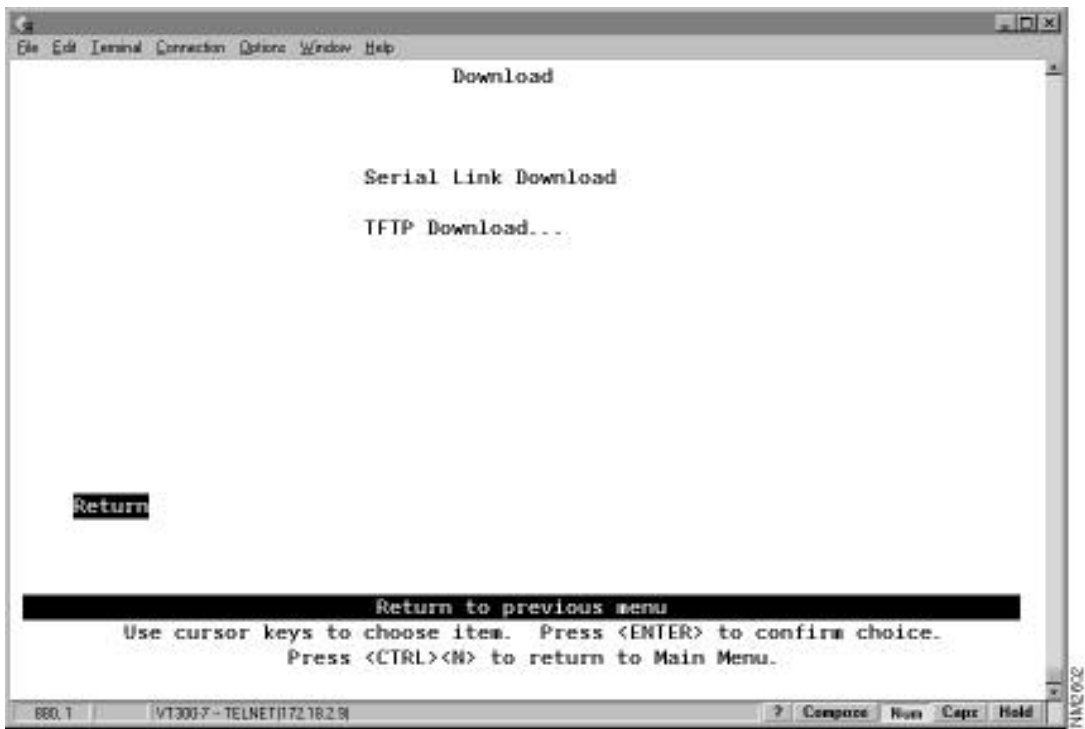 File Edit Terminal Connection Options Window Help
Download
Serial Link Download
TFTP Download...
Return
Return to previous menu
Use cursor keys to choose item. Press <ENTER> to confirm choice.
Press <CTRL><N> to return to Main Menu.
880, 1 VT300-7 -- TELNET(172.18.2.9) ? Compose Num Caps Hold
NM2602